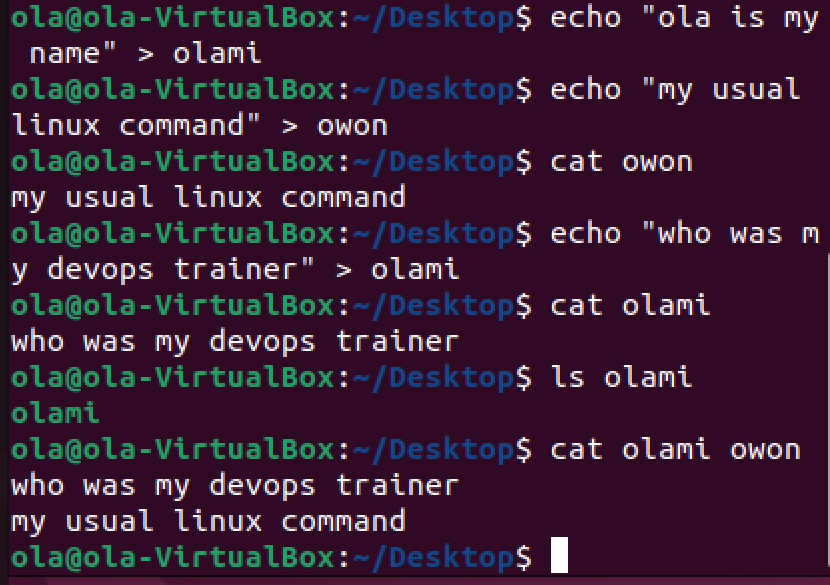 ola@ola-VirtualBox:~/Desktop$ echo "ola is my
 name" > olami
ola@ola-VirtualBox:~/Desktop$ echo "my usual
linux command" > owon
ola@ola-VirtualBox:~/Desktop$ cat owon
my usual linux command
ola@ola-VirtualBox:~/Desktop$ echo "who was m
y devops trainer" > olami
ola@ola-VirtualBox:~/Desktop$ cat olami
who was my devops trainer
ola@ola-VirtualBox:~/Desktop$ ls olami
olami
ola@ola-VirtualBox:~/Desktop$ cat olami owon
who was my devops trainer
my usual linux command
ola@ola-VirtualBox:~/Desktop$